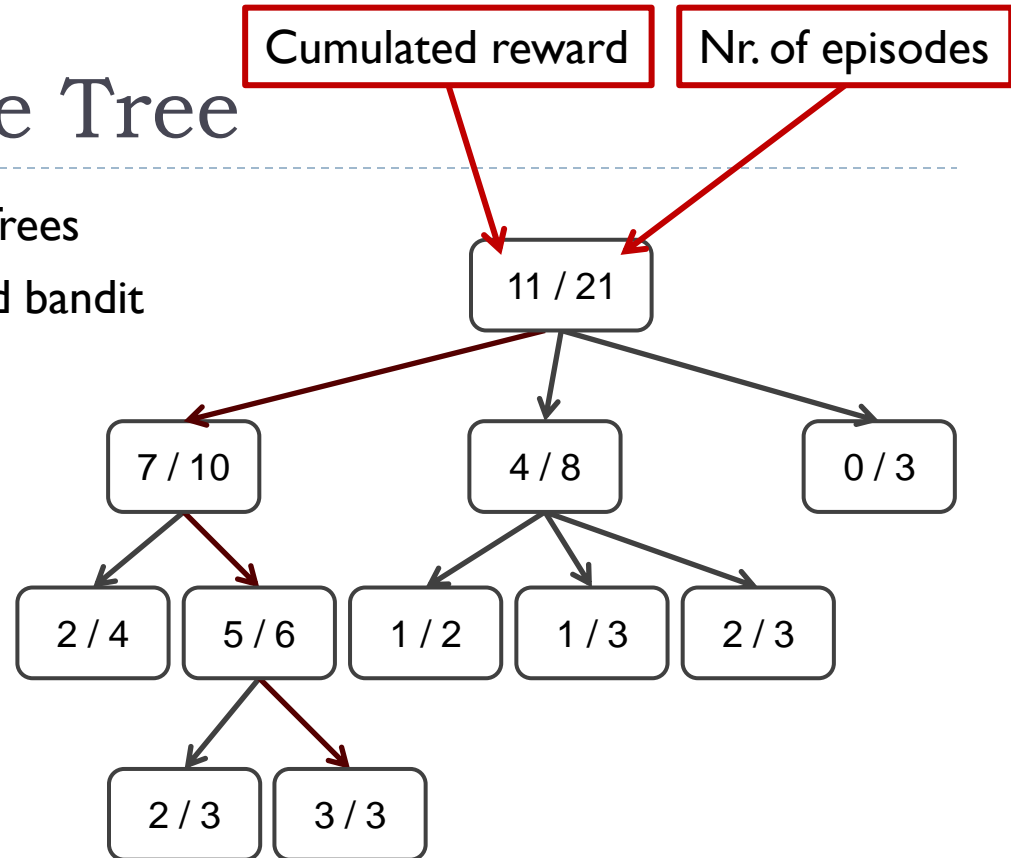 Cumulated reward
Nr. of episodes
e Tree
Trees
d bandit
11 / 21
7 / 10
4 / 8
0 / 3
2 / 4
5 / 6
1 / 2
1 / 3
2 / 3
2 / 3
3 / 3